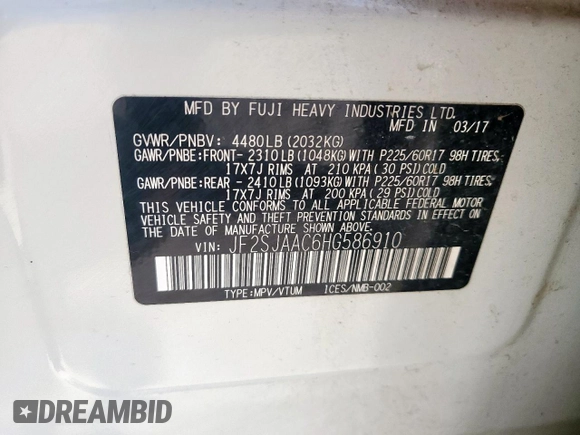 MFD BY FUJI HEAVY INDUSTRIES LTD.
MFD IN 03/17
GVWR/PNBV: 4480LB (2032KG)
GAWR/PNBE:FRONT- 2310LB (1048KG) WITH P225/60R17 98H TIRES,
17X7J RIMS AT 210 KPA ( 30 PSI) COLD
GAWR/PNBE:REAR - 2410LB (1093KG) WITH P225/60R17 98H TIRES,
17X7J RIMS AT 200 KPA ( 29 PSI) COLD
THIS VEHICLE CONFORMS TO ALL APPLICABLE FEDERAL MOTOR
VEHICLE SAFETY AND THEFT PREVENTION STANDARDS IN EFFECT ON
THE DATE OF MANUFACTURE SHOWN ABOVE.
VIN: JF2SJAAC6HG586910
TYPE:MPV/VTUM ICES/NMB-002
DREAMBID